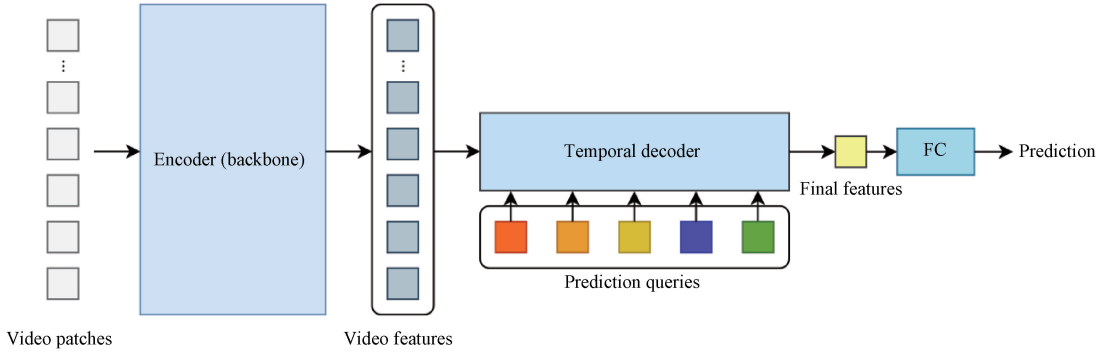 Encoder (backbone)
Temporal decoder
FC
Prediction
Final features
Prediction queries
Video patches
Video features